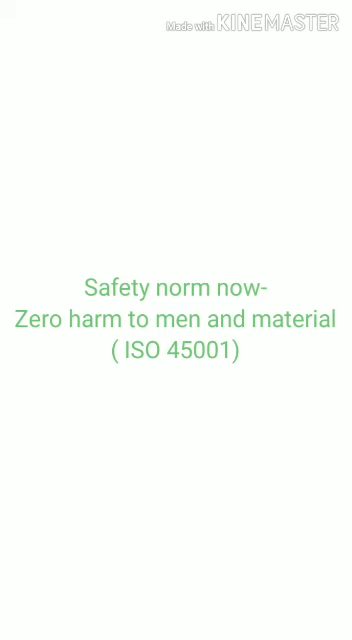 Made with KINEMASTER
Safety norm now-
Zero harm to men and material
( ISO 45001)